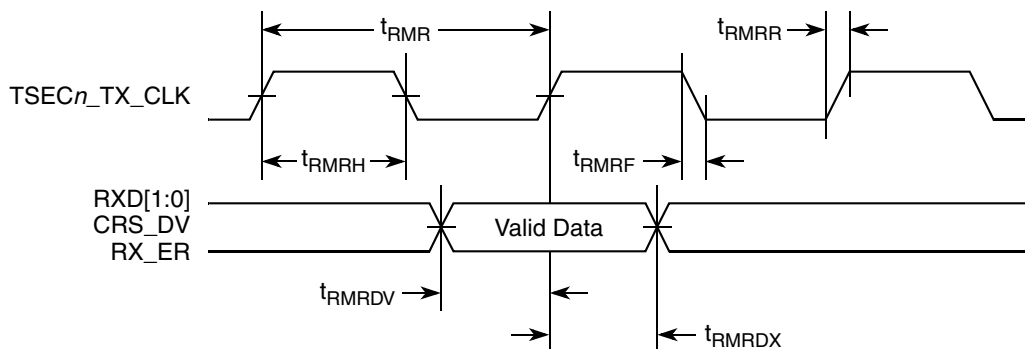 tRMR
tRMRR
TSECn_TX_CLK
tRMRH
tRMRF
RXD[1:0]
CRS_DV
Valid Data
RX_ER
tRMRDV
tRMRDX